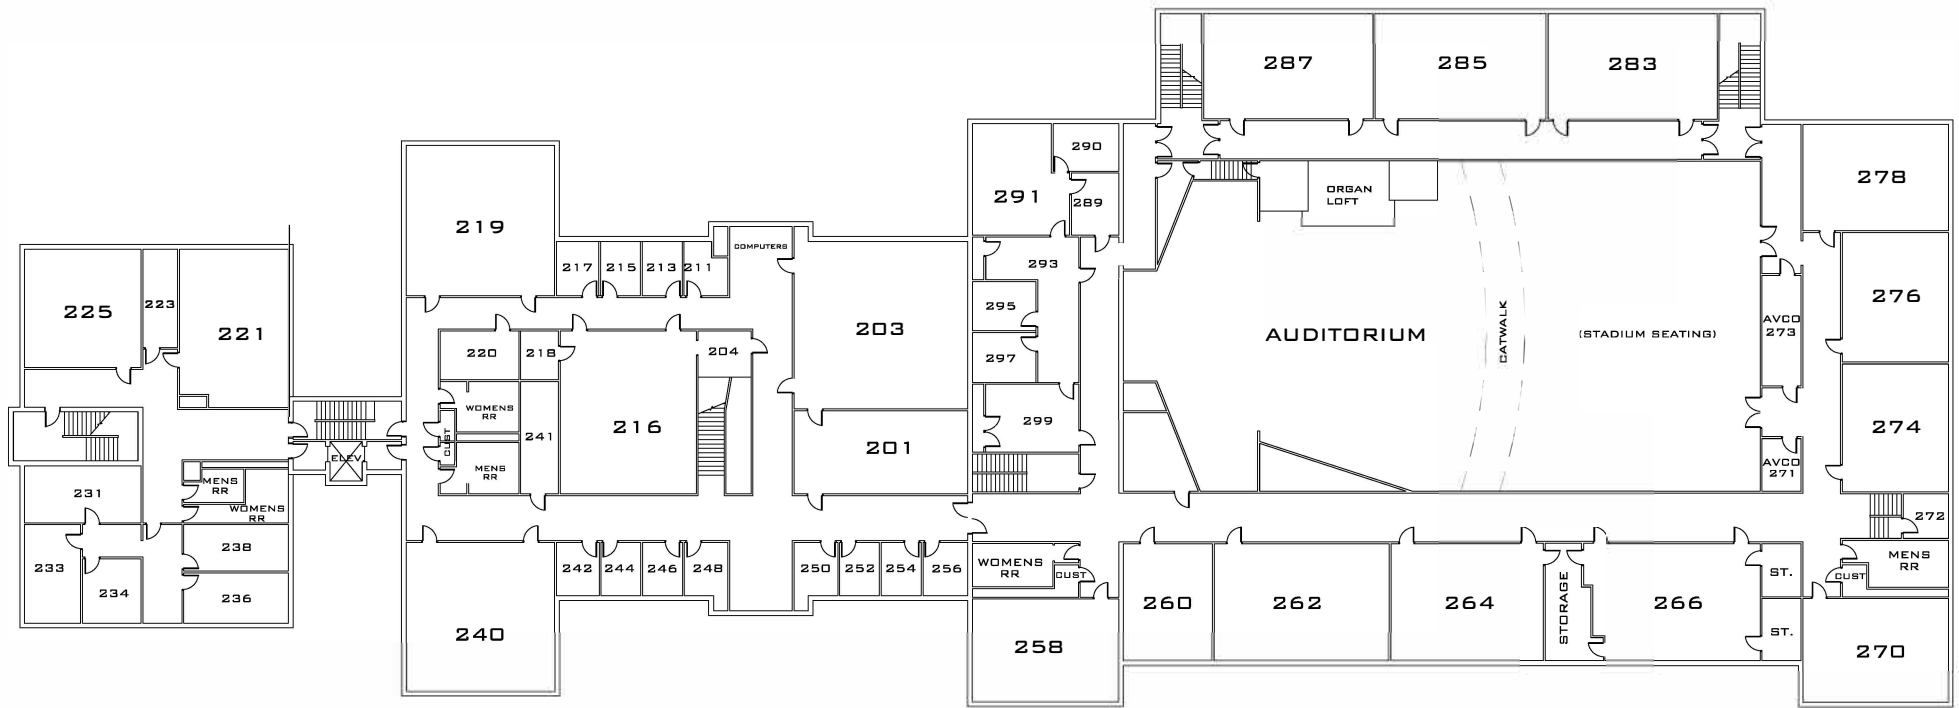 287
285
283
290
291
289
ORGAN
LOFT
278
219
COMPUTERS
217
215
213
211
293
295
297
299
203
276
225
223
221
AUDITORIUM
CATWALK
(STADIUM SEATING)
AVCO
273
220
218
204
WOMENS
RR
CUST
241
216
201
274
MENS
RR
ELEV.
AVCO
271
231
MENS
RR
WOMENS
RR
272
238
233
234
236
242
244
246
248
250
252
254
256
WOMENS
RR
CUST
260
262
264
STORAGE
266
ST.
ST.
MENS
RR
CUST
240
258
270